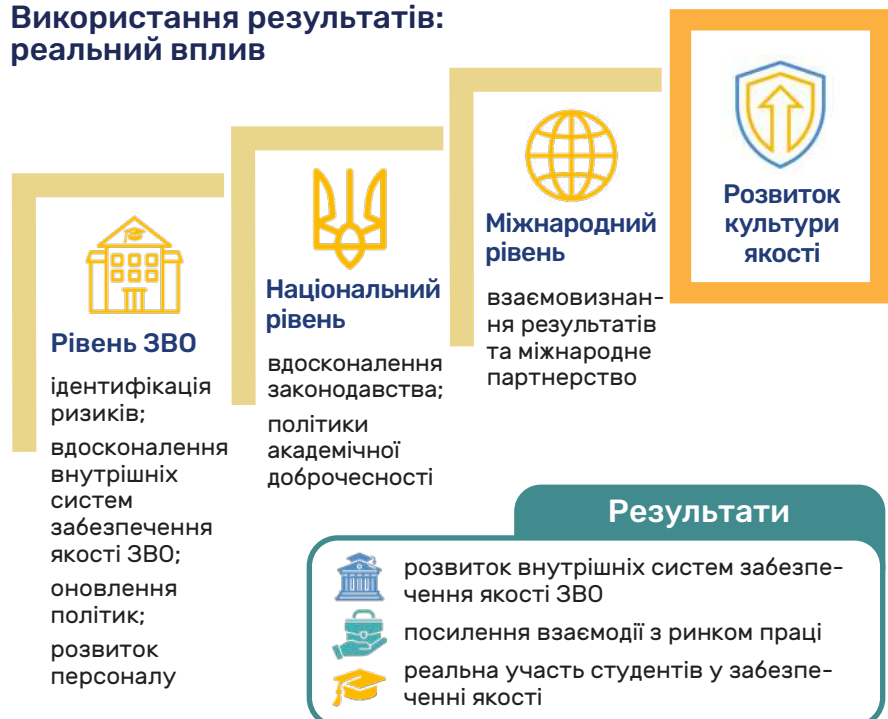 Використання результатів:
реальний вплив
Рівень ЗВО
ідентифікація
ризиків;
вдосконалення
внутрішніх
систем
забезпечення
якості ЗВО;
оновлення
політик;
розвиток
персоналу
Національний
рівень
вдосконалення
законодавства;
політики
академічної
доброчесності
Міжнародний
рівень
взаємовизнан-
ня результатів
та міжнародне
партнерство
Розвиток
культури
якості
Результати
розвиток внутрішніх систем забезпе-
чення якості ЗВО
посилення взаємодії з ринком праці
реальна участь студентів у забезпе-
ченні якості